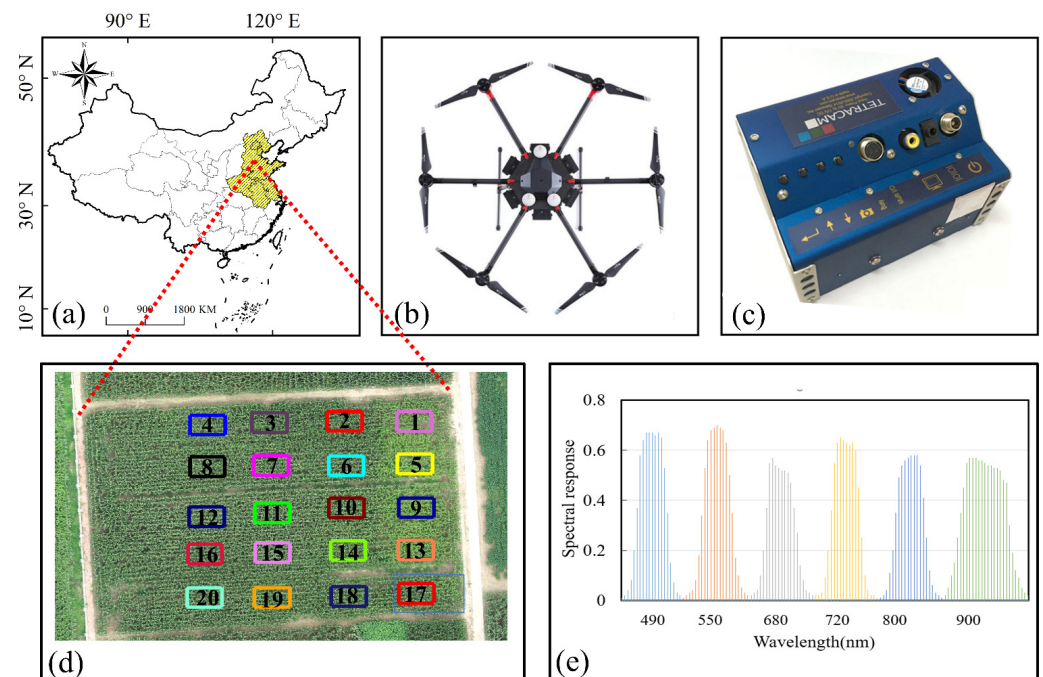 90° E
120° E
50° N
30° N
10° N
N
W
E
S
0 900 1800 KM
(a)
(b)
TETRACAM
(c)
4 3 2 1
8 7 6 5
12 11 10 9
16 15 14 13
20 19 18 17
(d)
Spectral response
0.8
0.6
0.4
0.2
0
490 550 680 720 800 900
Wavelength(nm)
(e)